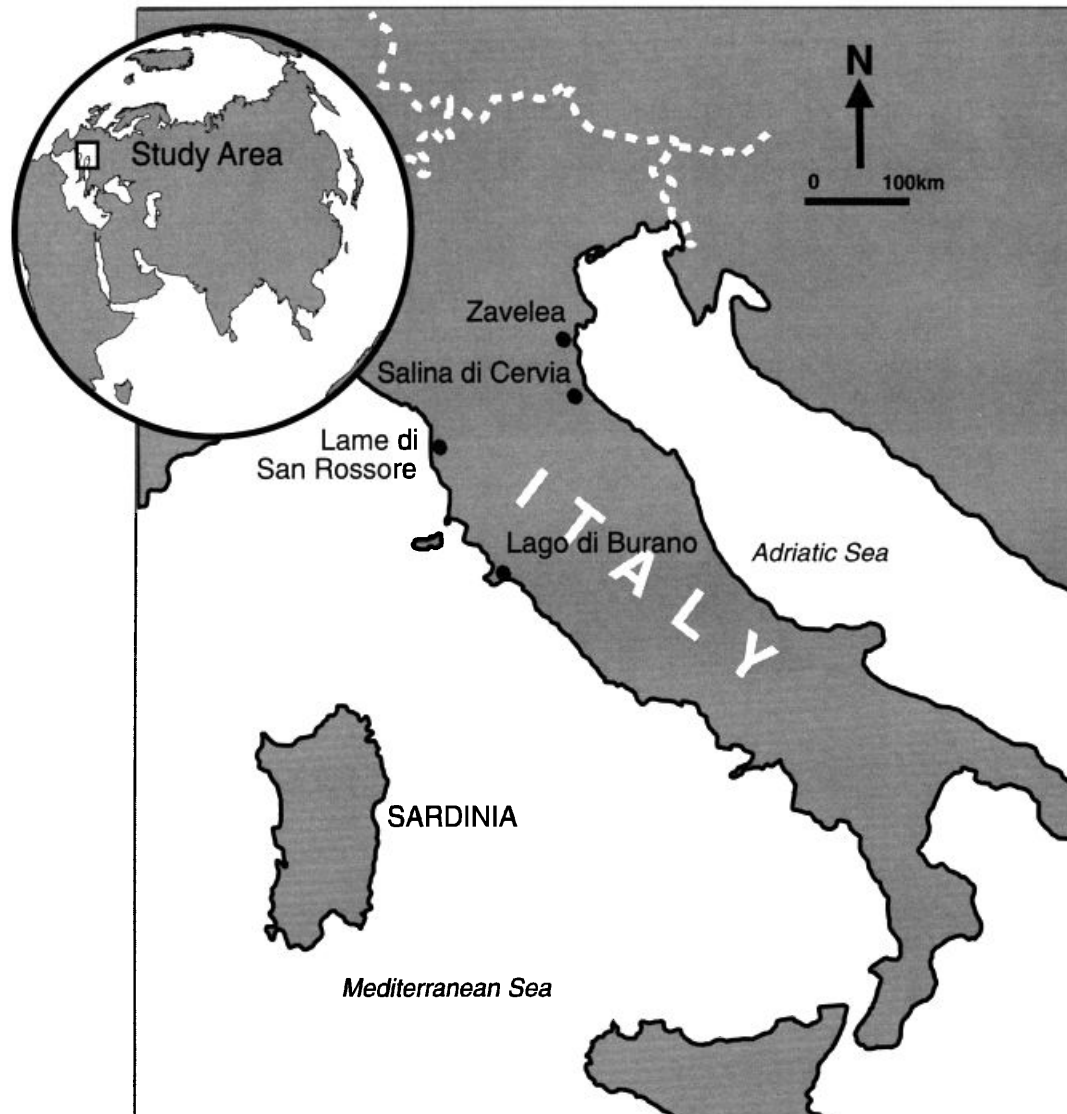 N
Study Area
0 100km
Zavelea
Salina di Cervia
Lame di
San Rossore
ITALY
Lago di Burano
Adriatic Sea
SARDINIA
Mediterranean Sea